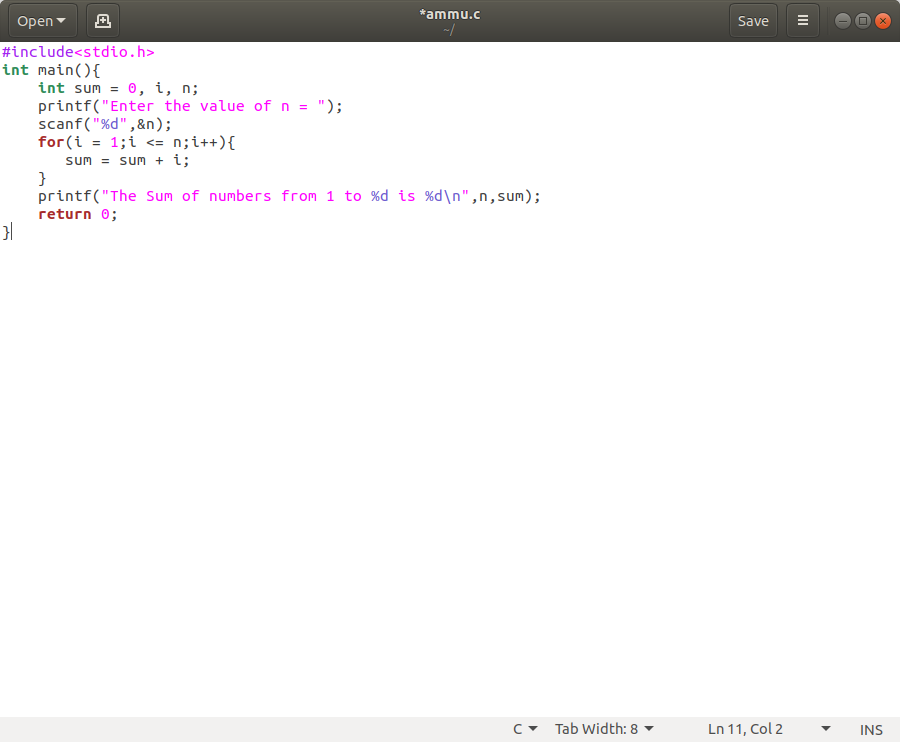 Open
*ammu.c
~/
Save
#include<stdio.h>
int main(){
    int sum = 0, i, n;
    printf("Enter the value of n = ");
    scanf("%d",&n);
    for(i = 1;i <= n;i++){
       sum = sum + i;
    }
    printf("The Sum of numbers from 1 to %d is %d\n",n,sum);
    return 0;
}
C Tab Width: 8 Ln 11, Col 2 INS